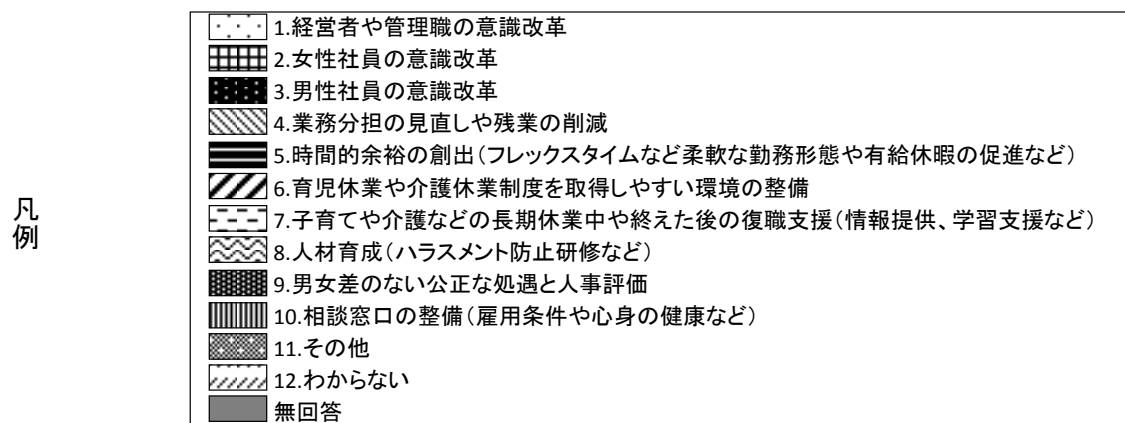 凡例
1.経営者や管理職の意識改革
2.女性社員の意識改革
3.男性社員の意識改革
4.業務分担の見直しや残業の削減
5.時間的余裕の創出(フレックスタイムなど柔軟な勤務形態や有給休暇の促進など)
6.育児休業や介護休業制度を取得しやすい環境の整備
7.子育てや介護などの長期休業中や終えた後の復職支援(情報提供、学習支援など)
8.人材育成(ハラスメント防止研修など)
9.男女差のない公正な処遇と人事評価
10.相談窓口の整備(雇用条件や心身の健康など)
11.その他
12.わからない
無回答